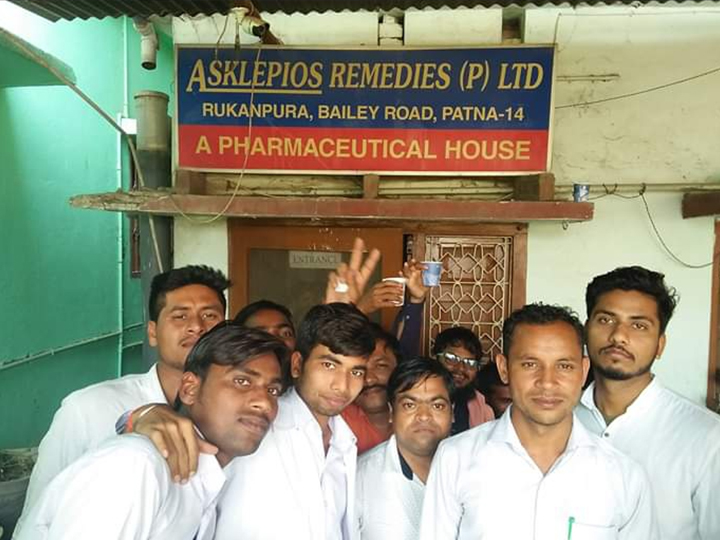 ASKLEPIOS REMEDIES (P) LTD
RUKANPURA, BAILEY ROAD, PATNA-14
A PHARMACEUTICAL HOUSE
ENTRANCE